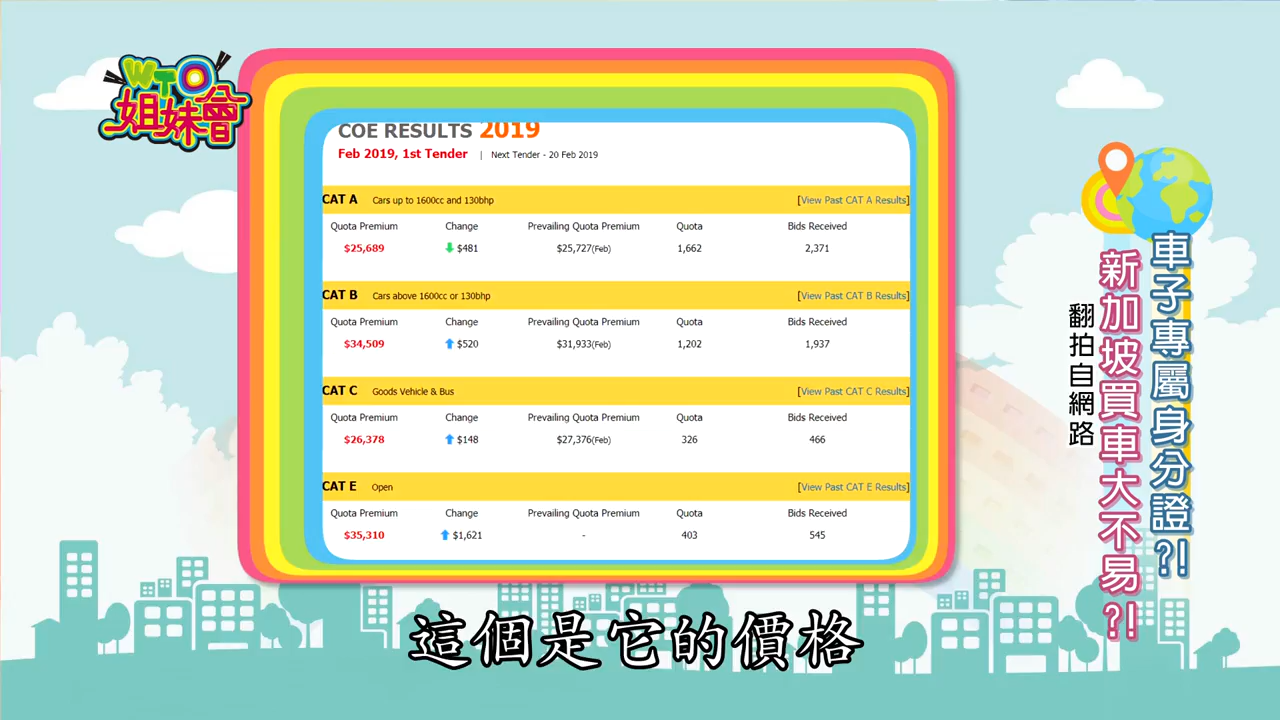 WTO
姐妹會
COE RESULTS 2019
Feb 2019, 1st Tender | Next Tender - 20 Feb 2019
CAT A Cars up to 1600cc and 130bhp [View Past CAT A Results]
Quota Premium Change Prevailing Quota Premium Quota Bids Received
$25,689 $481 $25,727(Feb) 1,662 2,371
CAT B Cars above 1600cc or 130bhp [View Past CAT B Results]
Quota Premium Change Prevailing Quota Premium Quota Bids Received
$34,509 $520 $31,933(Feb) 1,202 1,937
CAT C Goods Vehicle & Bus [View Past CAT C Results]
Quota Premium Change Prevailing Quota Premium Quota Bids Received
$26,378 $148 $27,376(Feb) 326 466
CAT E Open [View Past CAT E Results]
Quota Premium Change Prevailing Quota Premium Quota Bids Received
$35,310 $1,621 - 403 545
車子專屬身分證?!
新加坡買車大不易?!
翻拍自網路
這個是它的價格